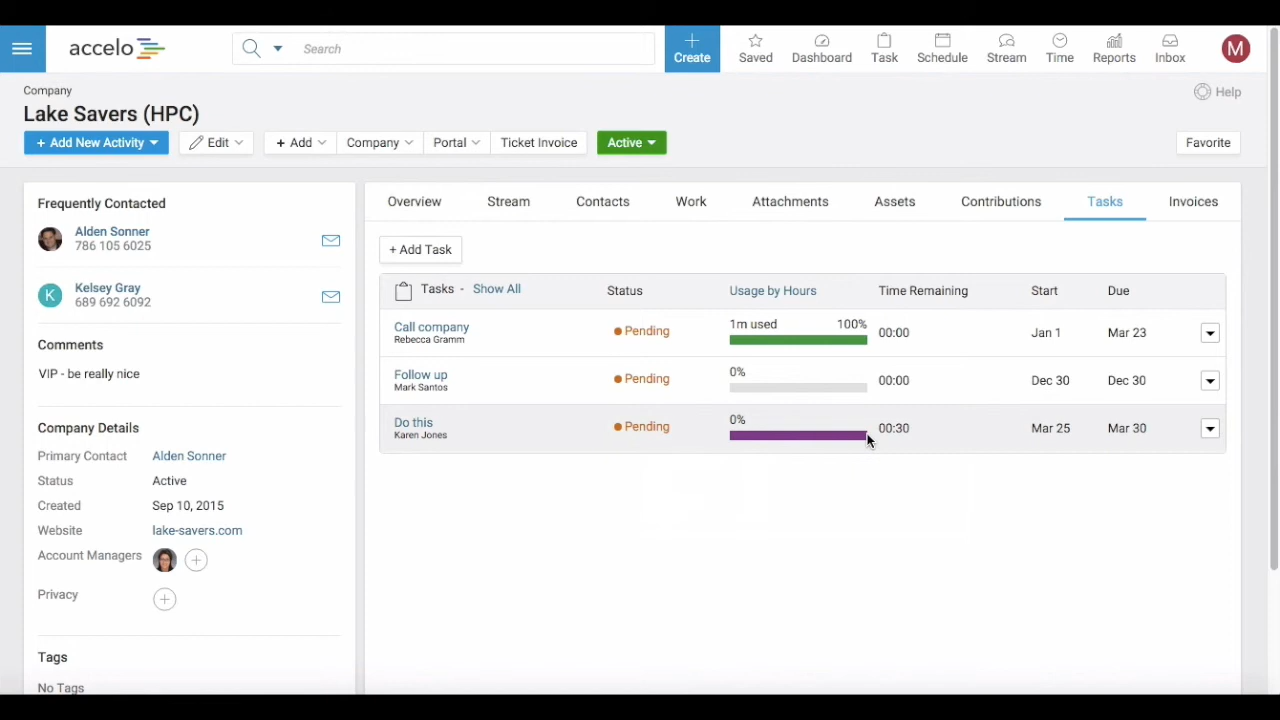 accelo
Search
Create
Saved
Dashboard
Task
Schedule
Stream
Time
Reports
Inbox
M
Company
Help
Lake Savers (HPC)
+ Add New Activity
Edit
+ Add
Company
Portal
Ticket Invoice
Active
Favorite
Frequently Contacted
Alden Sonner
786 105 6025
K
Kelsey Gray
689 692 6092
Comments
VIP - be really nice
Company Details
Primary Contact Alden Sonner
Status Active
Created Sep 10, 2015
Website lake-savers.com
Account Managers
Privacy
Tags
No Tags
Overview Stream Contacts Work Attachments Assets Contributions Tasks Invoices
+ Add Task
Tasks - Show All Status Usage by Hours Time Remaining Start Due
Call company
Rebecca Gramm
Pending
1m used 100%
00:00
Jan 1
Mar 23
Follow up
Mark Santos
Pending
0%
00:00
Dec 30
Dec 30
Do this
Karen Jones
Pending
0%
00:30
Mar 25
Mar 30